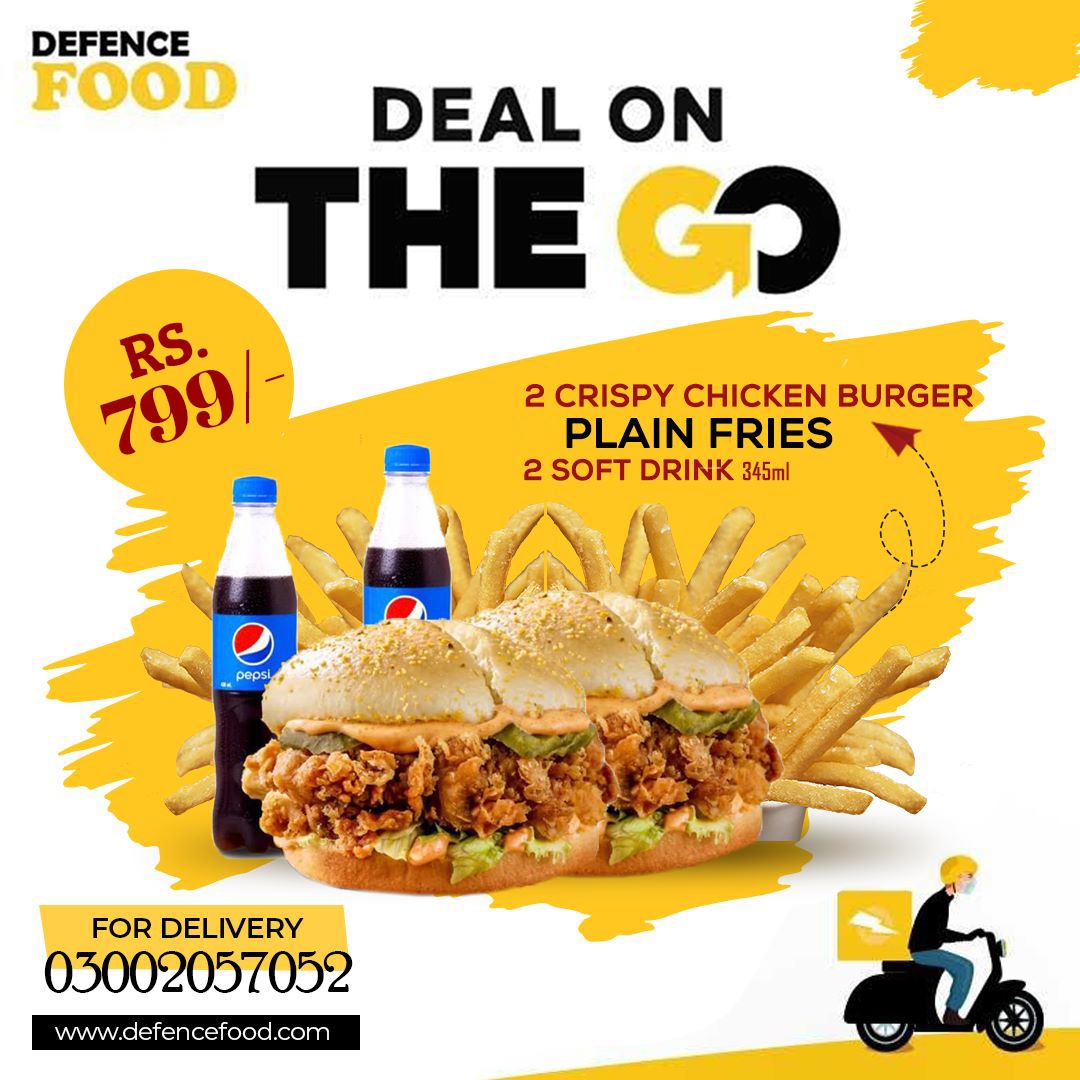 DEFENCE
FOOD
DEAL ON
THE GO
RS.
799/-
2 CRISPY CHICKEN BURGER
PLAIN FRIES
2 SOFT DRINK 345ml
pepsi
FOR DELIVERY
03002057052
www.defencefood.com